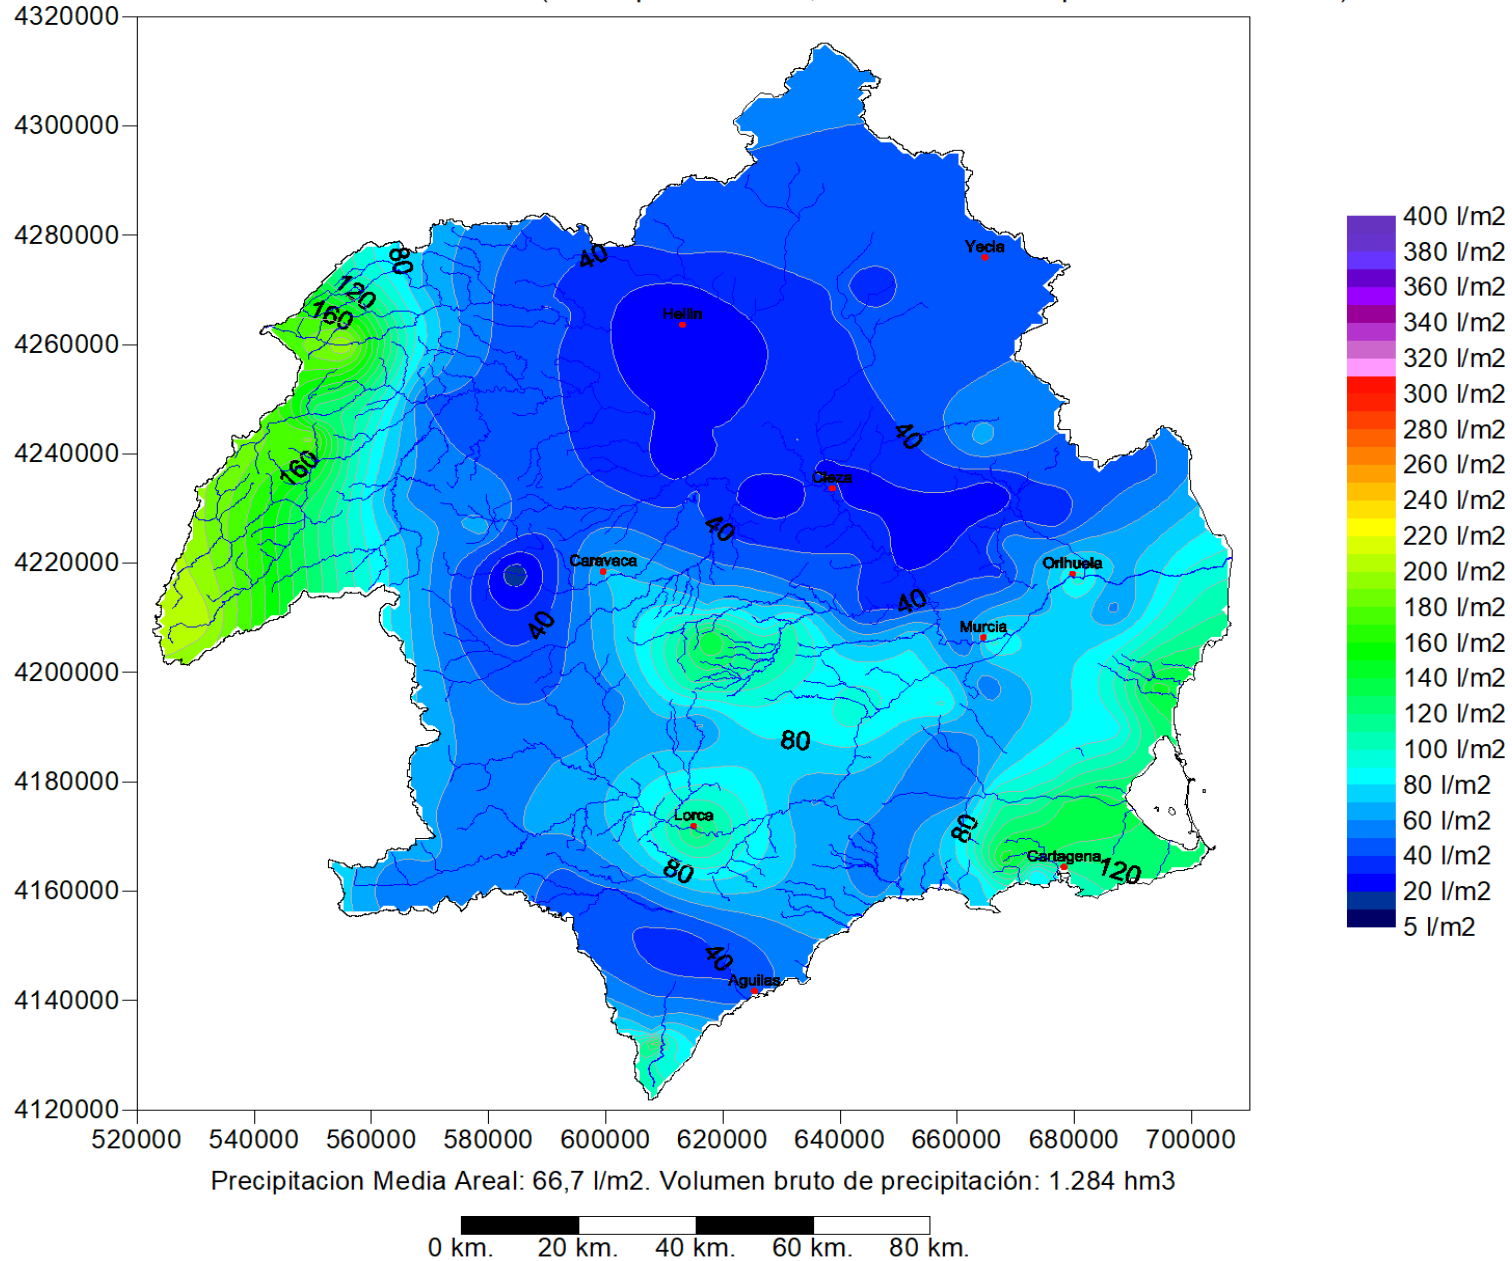 4320000
4300000
80
40
Yecla
400 l/m2
380 l/m2
4280000
120
160
Hellin
360 l/m2
340 l/m2
4260000
320 l/m2
300 l/m2
4240000
160
40
Cieza
280 l/m2
260 l/m2
40
240 l/m2
220 l/m2
4220000
Caravaca
Orihuela
200 l/m2
40
40
Murcia
180 l/m2
160 l/m2
4200000
140 l/m2
80
120 l/m2
100 l/m2
4180000
Lorca
80
80 l/m2
60 l/m2
4160000
80
Cartagena
120
40 l/m2
20 l/m2
5 l/m2
4140000
40
Aguilas
4120000
520000 540000 560000 580000 600000 620000 640000 660000 680000 700000
Precipitacion Media Areal: 66,7 l/m2. Volumen bruto de precipitación: 1.284 hm3
0 km. 20 km. 40 km. 60 km. 80 km.